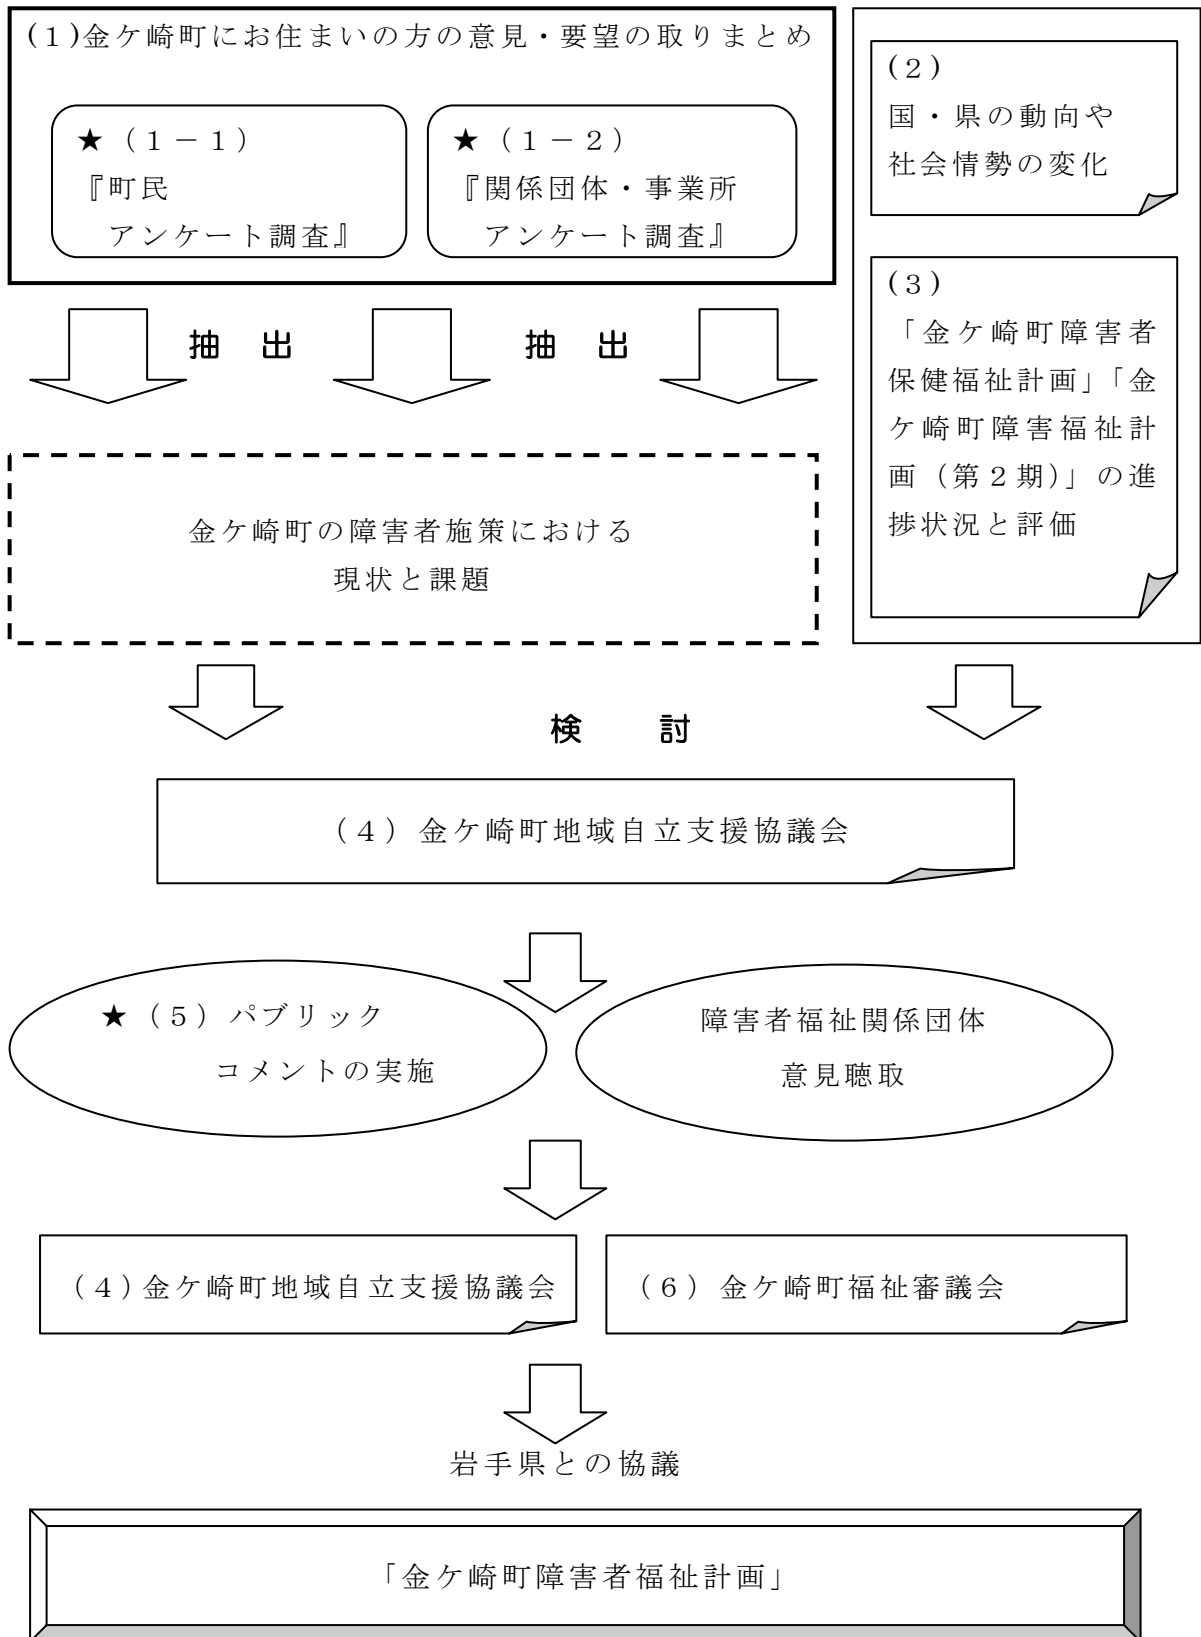 (１)金ケ崎町にお住まいの方の意見・要望の取りまとめ
★（１－１）
『町民
アンケート調査』
★（１－２）
『関係団体・事業所
アンケート調査』
(２)
国・県の動向や
社会情勢の変化
(３)
「金ケ崎町障害者
保健福祉計画」「金
ケ崎町障害福祉計
画（第２期）」の進
捗状況と評価
抽　出
抽　出
金ケ崎町の障害者施策における
現状と課題
検　討
（４）金ケ崎町地域自立支援協議会
★（５）パブリック
コメントの実施
障害者福祉関係団体
意見聴取
（４）金ケ崎町地域自立支援協議会
（６）金ケ崎町福祉審議会
岩手県との協議
「金ケ崎町障害者福祉計画」